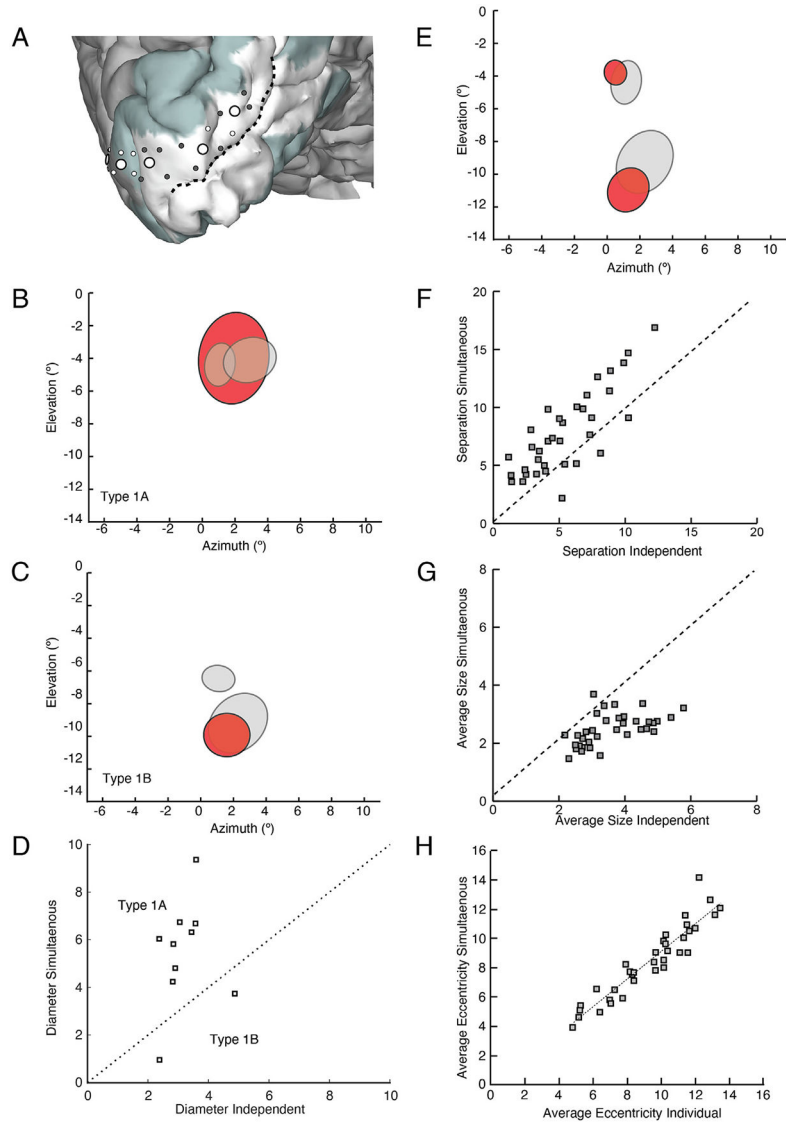 A
B
0
-2
-4
-6
-8
-10
-12
-14
Elevation (º)
Type 1A
-6 -4 -2 0 2 4 6 8 10
Azimuth (º)
C
0
-2
-4
-6
-8
-10
-12
-14
Elevation (º)
Type 1B
-6 -4 -2 0 2 4 6 8 10
Azimuth (º)
D
10
8
6
4
2
0
Diameter Simultaenous
Type 1A
Type 1B
0 2 4 6 8 10
Diameter Independent
E
0
-2
-4
-6
-8
-10
-12
-14
Elevation (º)
-6 -4 -2 0 2 4 6 8 10
Azimuth (º)
F
20
15
10
5
0
Separation Simultaneous
0 5 10 15 20
Separation Independent
G
8
6
4
2
0
Average Size Simultaenous
0 2 4 6 8
Average Size Independent
H
16
14
12
10
8
6
4
2
0
Average Eccentricity Simultaenous
0 2 4 6 8 10 12 14 16
Average Eccentricity Individual